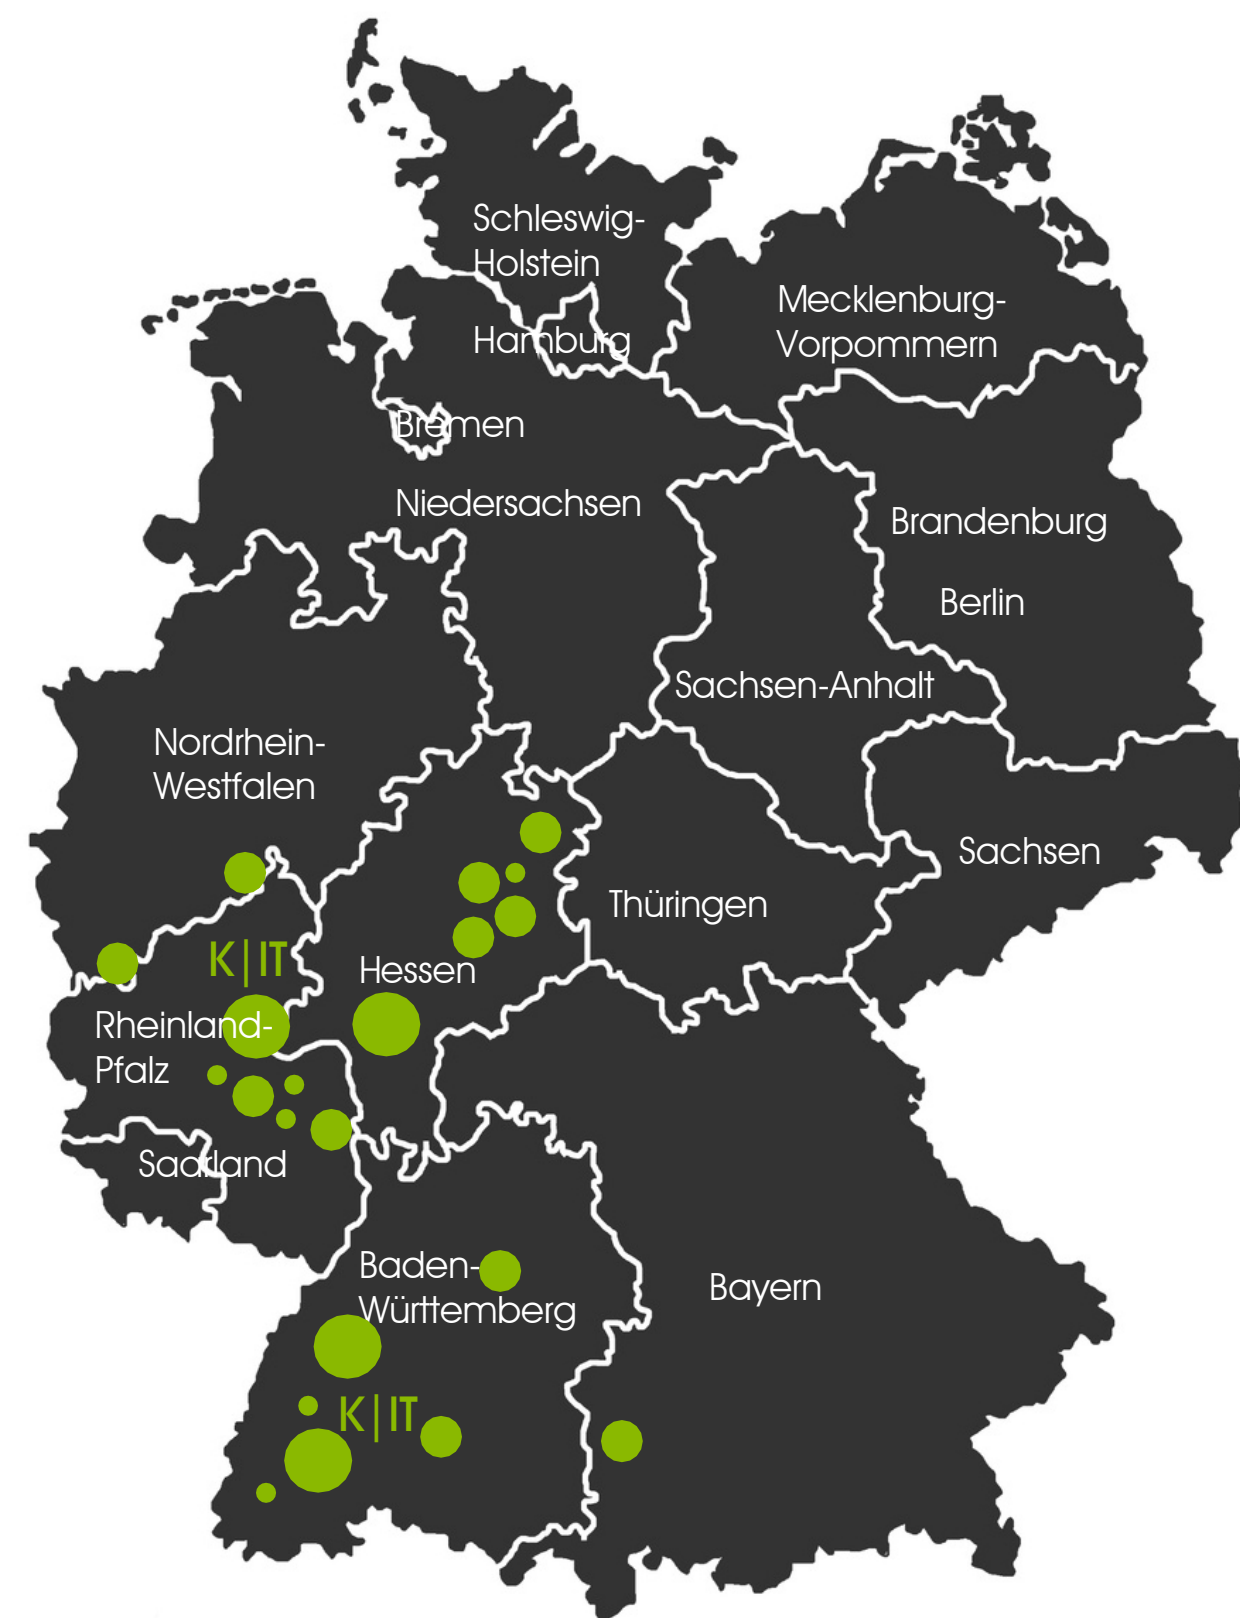 Schleswig-
Holstein
Mecklenburg-
Vorpommern
Hamburg
Bremen
Niedersachsen
Brandenburg
Berlin
Sachsen-Anhalt
Nordrhein-
Westfalen
Sachsen
Thüringen
K|IT
Hessen
Rheinland-
Pfalz
Saarland
Baden-
Württemberg
Bayern
K|IT